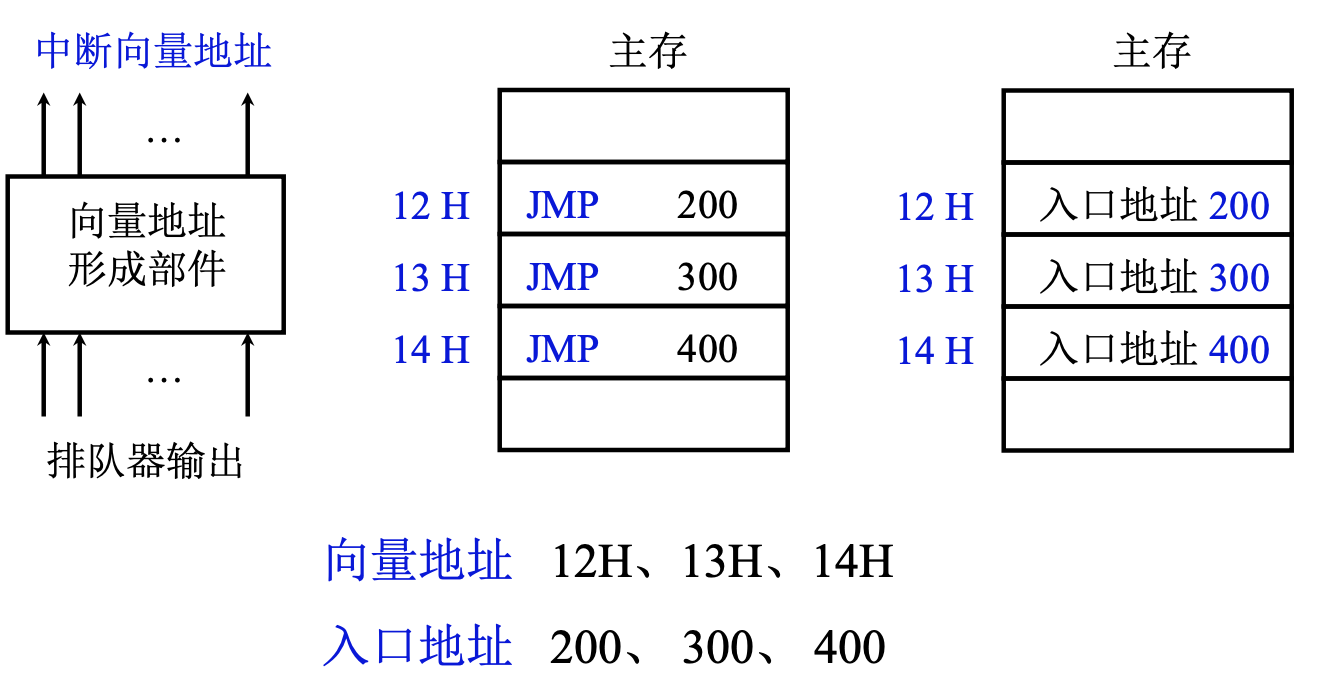 中断向量地址
…
向量地址
形成部件
…
排队器输出
主存
12 H JMP 200
13 H JMP 300
14 H JMP 400
主存
12 H 入口地址 200
13 H 入口地址 300
14 H 入口地址 400
向量地址 12H、13H、14H
入口地址 200、300、400